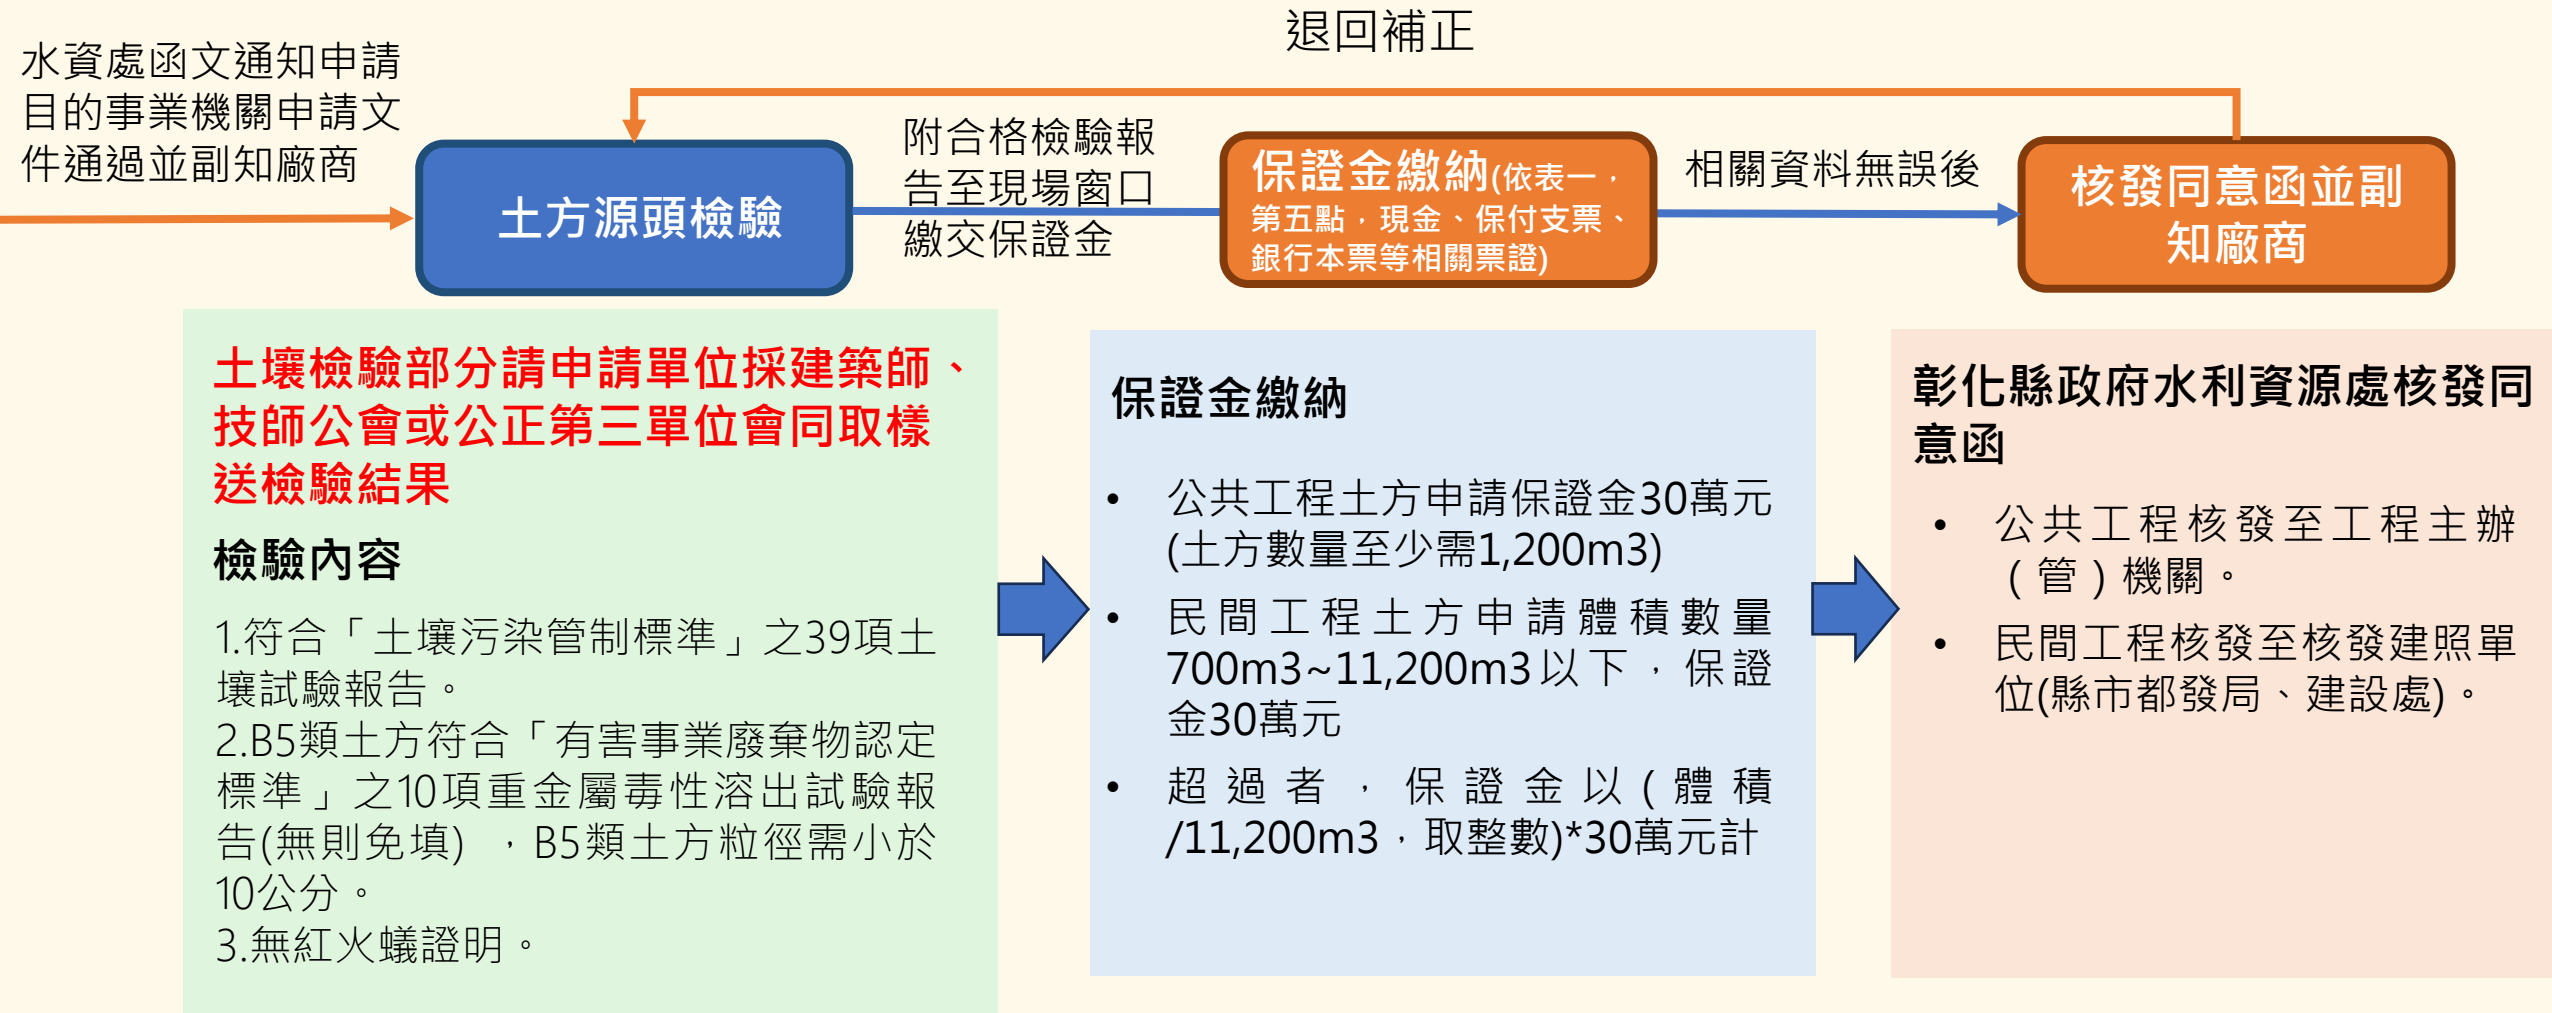 退回補正
水資處函文通知申請
目的事業機關申請文
件通過並副知廠商
土方源頭檢驗
附合格檢驗報
告至現場窗口
繳交保證金
保證金繳納(依表一，
第五點，現金、保付支票、
銀行本票等相關票證)
相關資料無誤後
核發同意函並副
知廠商
土壤檢驗部分請申請單位採建築師、
技師公會或公正第三單位會同取樣
送檢驗結果
檢驗內容
1.符合「土壤污染管制標準」之39項土
壤試驗報告。
2.B5類土方符合「有害事業廢棄物認定
標準」之10項重金屬毒性溶出試驗報
告(無則免填) ，B5類土方粒徑需小於
10公分。
3.無紅火蟻證明。
保證金繳納
• 公共工程土方申請保證金30萬元
(土方數量至少需1,200m3)
• 民間工程土方申請體積數量
700m3~11,200m3以下，保證
金30萬元
• 超過者，保證金以(體積
/11,200m3，取整數)*30萬元計
彰化縣政府水利資源處核發同
意函
• 公共工程核發至工程主辦
（管）機關。
• 民間工程核發至核發建照單
位(縣市都發局、建設處)。